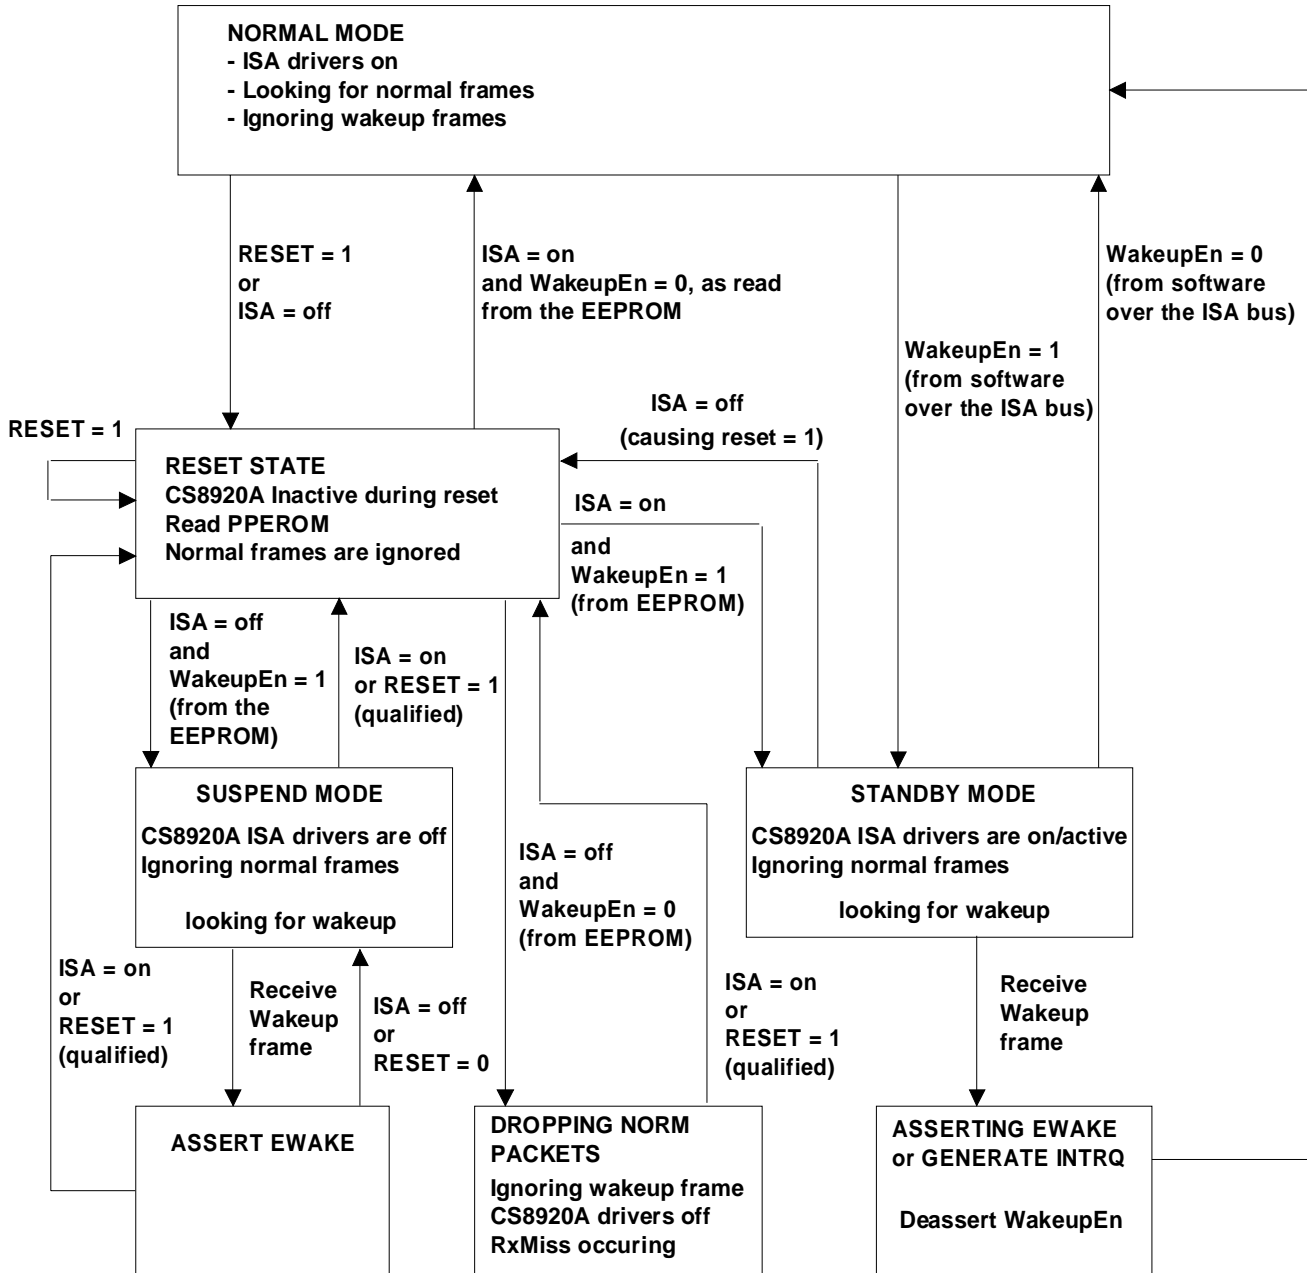 NORMAL MODE
- ISA drivers on
- Looking for normal frames
- Ignoring wakeup frames
RESET = 1
or
ISA = off
ISA = on
and WakeupEn = 0, as read
from the EEPROM
WakeupEn = 0
(from software
over the ISA bus)
WakeupEn = 1
(from software
over the ISA bus)
ISA = off
(causing reset = 1)
RESET = 1
RESET STATE
CS8920A Inactive during reset
Read PPEROM
Normal frames are ignored
ISA = on
and
WakeupEn = 1
(from EEPROM)
ISA = off
and
WakeupEn = 1
(from the
EEPROM)
ISA = on
or RESET = 1
(qualified)
SUSPEND MODE
CS8920A ISA drivers are off
Ignoring normal frames
looking for wakeup
STANDBY MODE
CS8920A ISA drivers are on/active
Ignoring normal frames
looking for wakeup
ISA = off
and
WakeupEn = 0
(from EEPROM)
ISA = on
or
RESET = 1
(qualified)
Receive
Wakeup
frame
ISA = off
or
RESET = 0
ISA = on
or
RESET = 1
(qualified)
Receive
Wakeup
frame
ASSERT EWAKE
DROPPING NORM
PACKETS
Ignoring wakeup frame
CS8920A drivers off
RxMiss occuring
ASSERTING EWAKE
or GENERATE INTRQ
Deassert WakeupEn